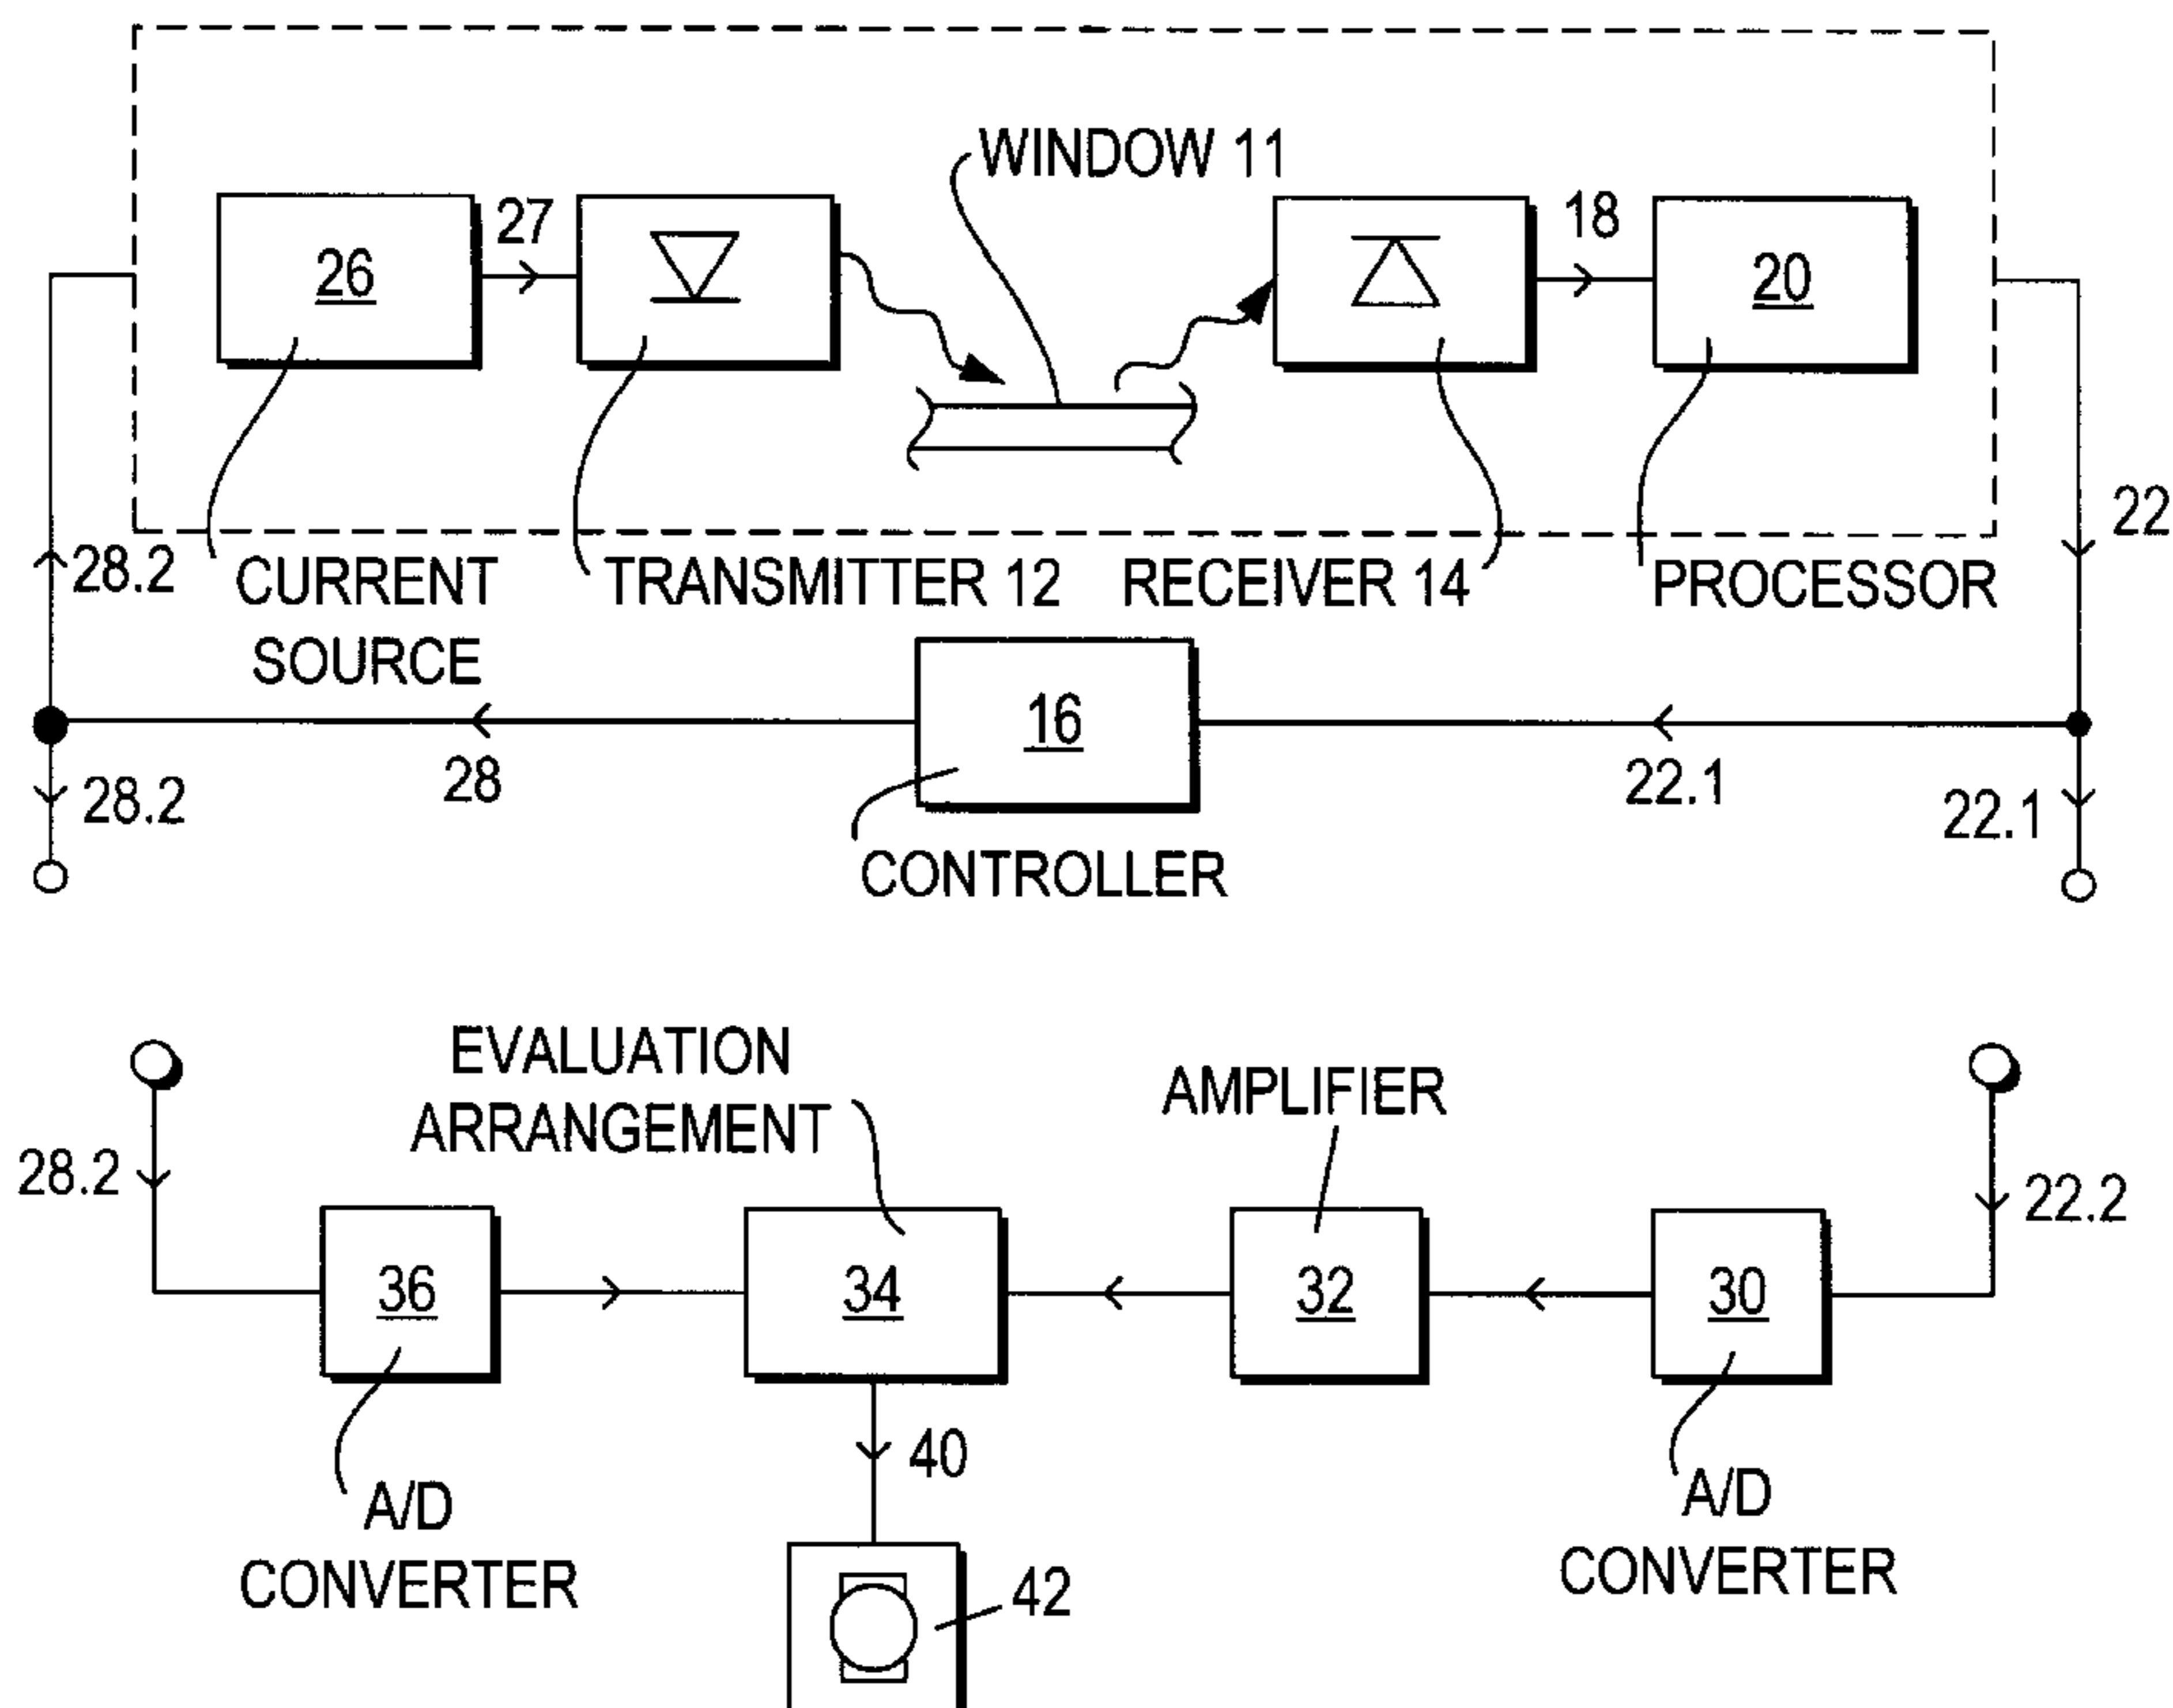 WINDOW 11
26
27
18
20
22
28.2
CURRENT
SOURCE
TRANSMITTER 12
RECEIVER 14
PROCESSOR
16
28
22.1
28.2
22.1
CONTROLLER
EVALUATION
ARRANGEMENT
AMPLIFIER
28.2
22.2
36
34
32
30
40
A/D
CONVERTER
A/D
CONVERTER
42